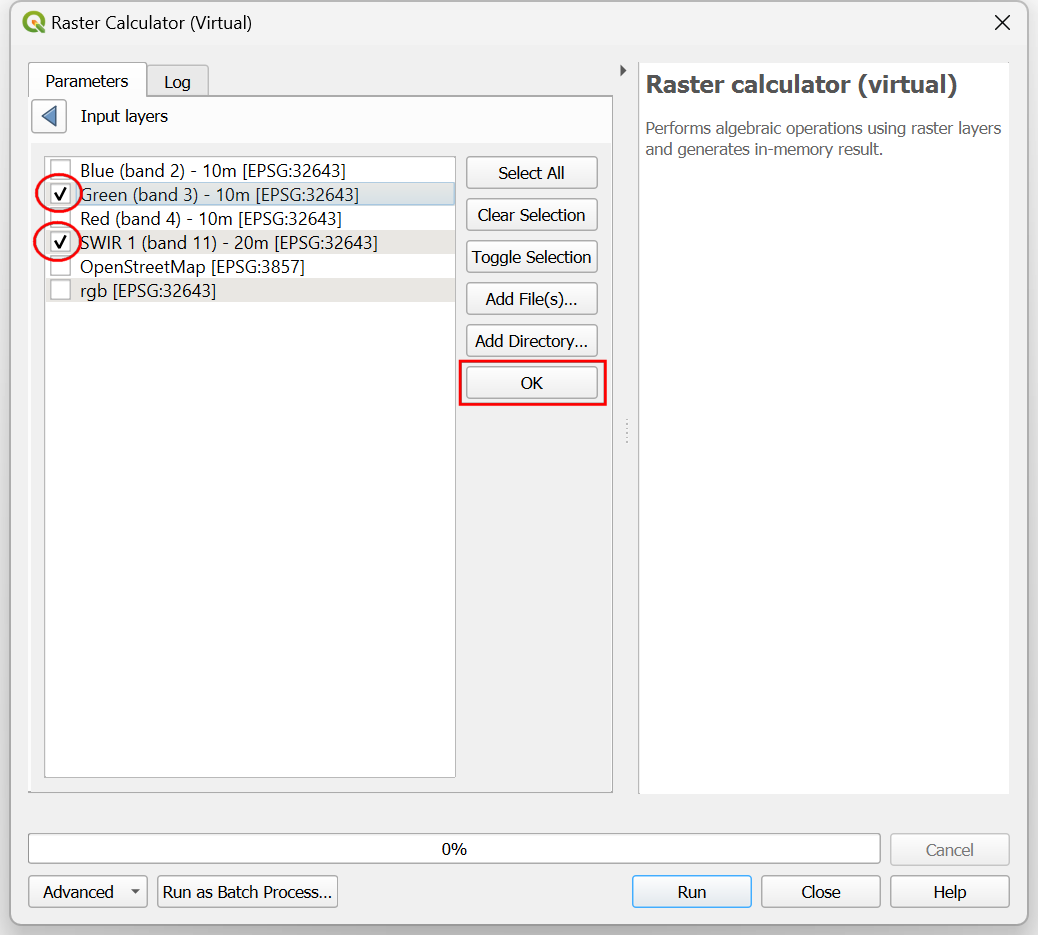 Raster Calculator (Virtual)
Parameters
Log
Input layers
Blue (band 2) - 10m [EPSG:32643]
Green (band 3) - 10m [EPSG:32643]
Red (band 4) - 10m [EPSG:32643]
SWIR 1 (band 11) - 20m [EPSG:32643]
OpenStreetMap [EPSG:3857]
rgb [EPSG:32643]
Select All
Clear Selection
Toggle Selection
Add File(s)...
Add Directory...
OK
Raster calculator (virtual)
Performs algebraic operations using raster layers
and generates in-memory result.
0%
Cancel
Advanced
Run as Batch Process...
Run
Close
Help